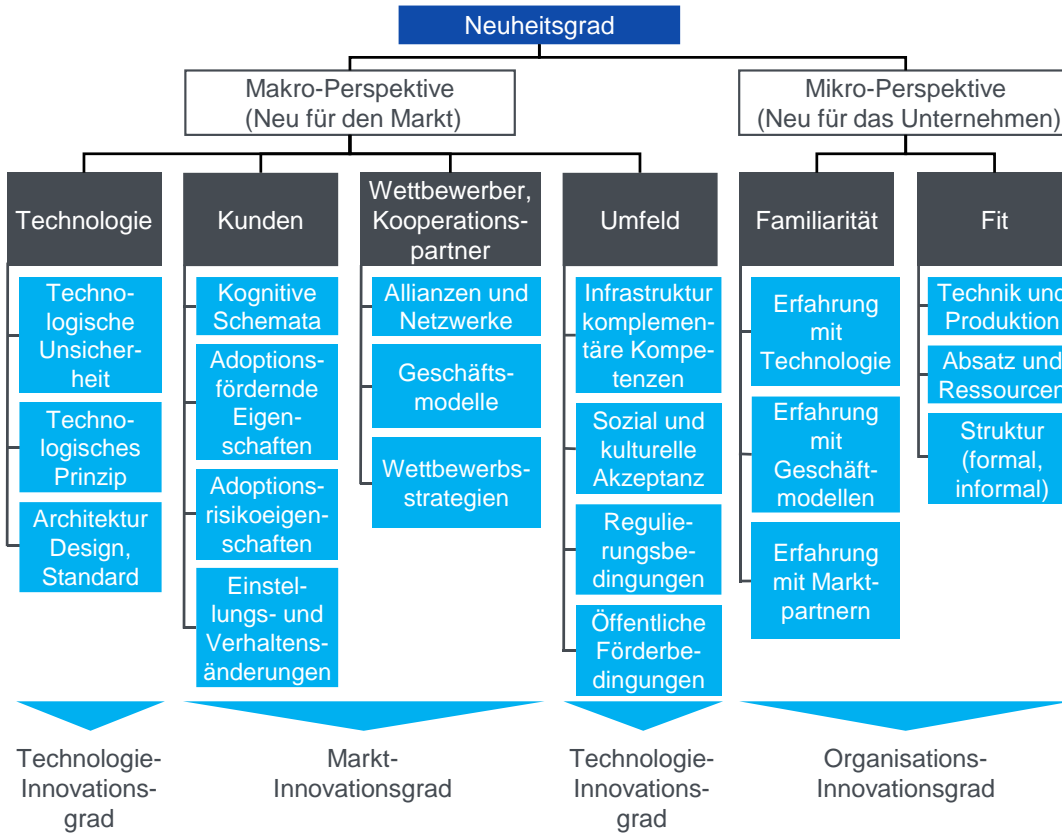 Neuheitsgrad
Makro-Perspektive
(Neu für den Markt)
Mikro-Perspektive
(Neu für das Unternehmen)
Technologie
Kunden
Wettbewerber,
Kooperations-
partner
Umfeld
Familiarität
Fit
Techno-
logische
Unsicher-
heit
Techno-
logisches
Prinzip
Architektur
Design,
Standard
Kognitive
Schemata
Adoptions-
fördernde
Eigen-
schaften
Adoptions-
risikoeigen-
schaften
Einstel-
lungs- und
Verhaltens-
änderungen
Allianzen und
Netzwerke
Geschäfts-
modelle
Wettbewerbs-
strategien
Infrastruktur
komplemen-
täre Kompe-
tenzen
Sozial und
kulturelle
Akzeptanz
Regulie-
rungsbe-
dingungen
Öffentliche
Förderbe-
dingungen
Erfahrung
mit
Technologie
Erfahrung
mit
Geschäft-
modellen
Erfahrung
mit Markt-
partnern
Technik und
Produktion
Absatz und
Ressourcen
Struktur
(formal,
informal)
Technologie-
Innovations-
grad
Markt-
Innovationsgrad
Technologie-
Innovations-
grad
Organisations-
Innovationsgrad